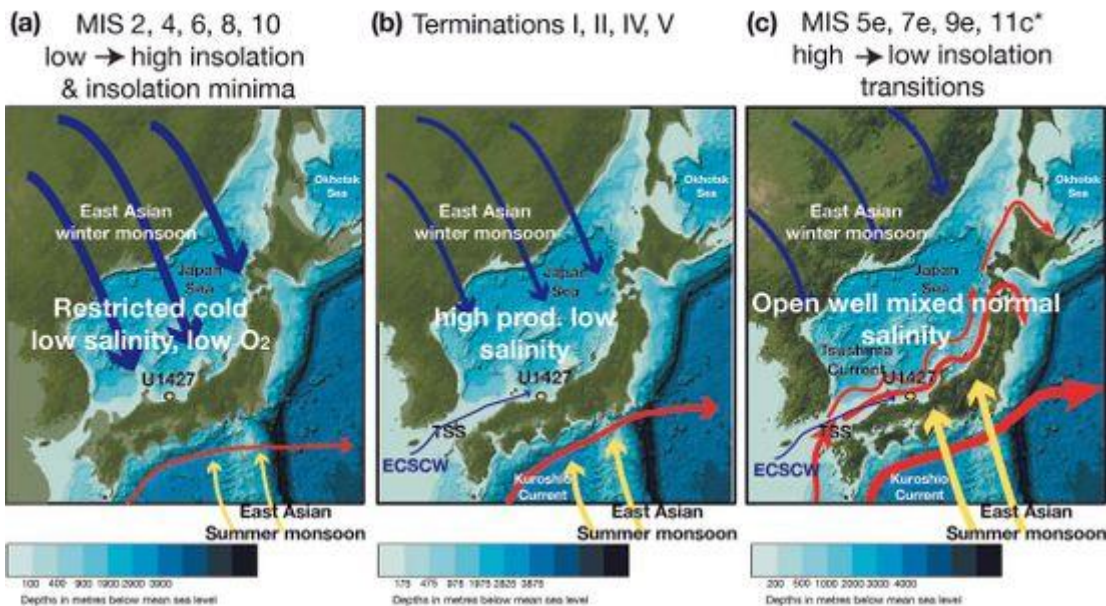 (a) MIS 2, 4, 6, 8, 10
low → high insolation
& insolation minima
Okhotsk
Sea
East Asian
winter monsoon
Japan
Sea
Restricted cold
low salinity, low O2
U1427
East Asian
Summer monsoon
100 400 900 1900 2900 3900
Depths in metres below mean sea level
(b) Terminations I, II, IV, V
Okhotsk
Sea
East Asian
winter monsoon
Japan
Sea
high prod. low
salinity
U1427
TSS
ECSCW
Kuroshio
Current
East Asian
Summer monsoon
175 475 975 1975 2825 3875
Depths in metres below mean sea level
(c) MIS 5e, 7e, 9e, 11c*
high → low insolation
transitions
Okhotsk
Sea
East Asian
winter monsoon
Japan
Sea
Open well mixed normal
salinity
Tsushima
Current
U1427
TSS
ECSCW
Kuroshio
Current
East Asian
Summer monsoon
200 500 1000 2000 3000 4000
Depths in metres below mean sea level